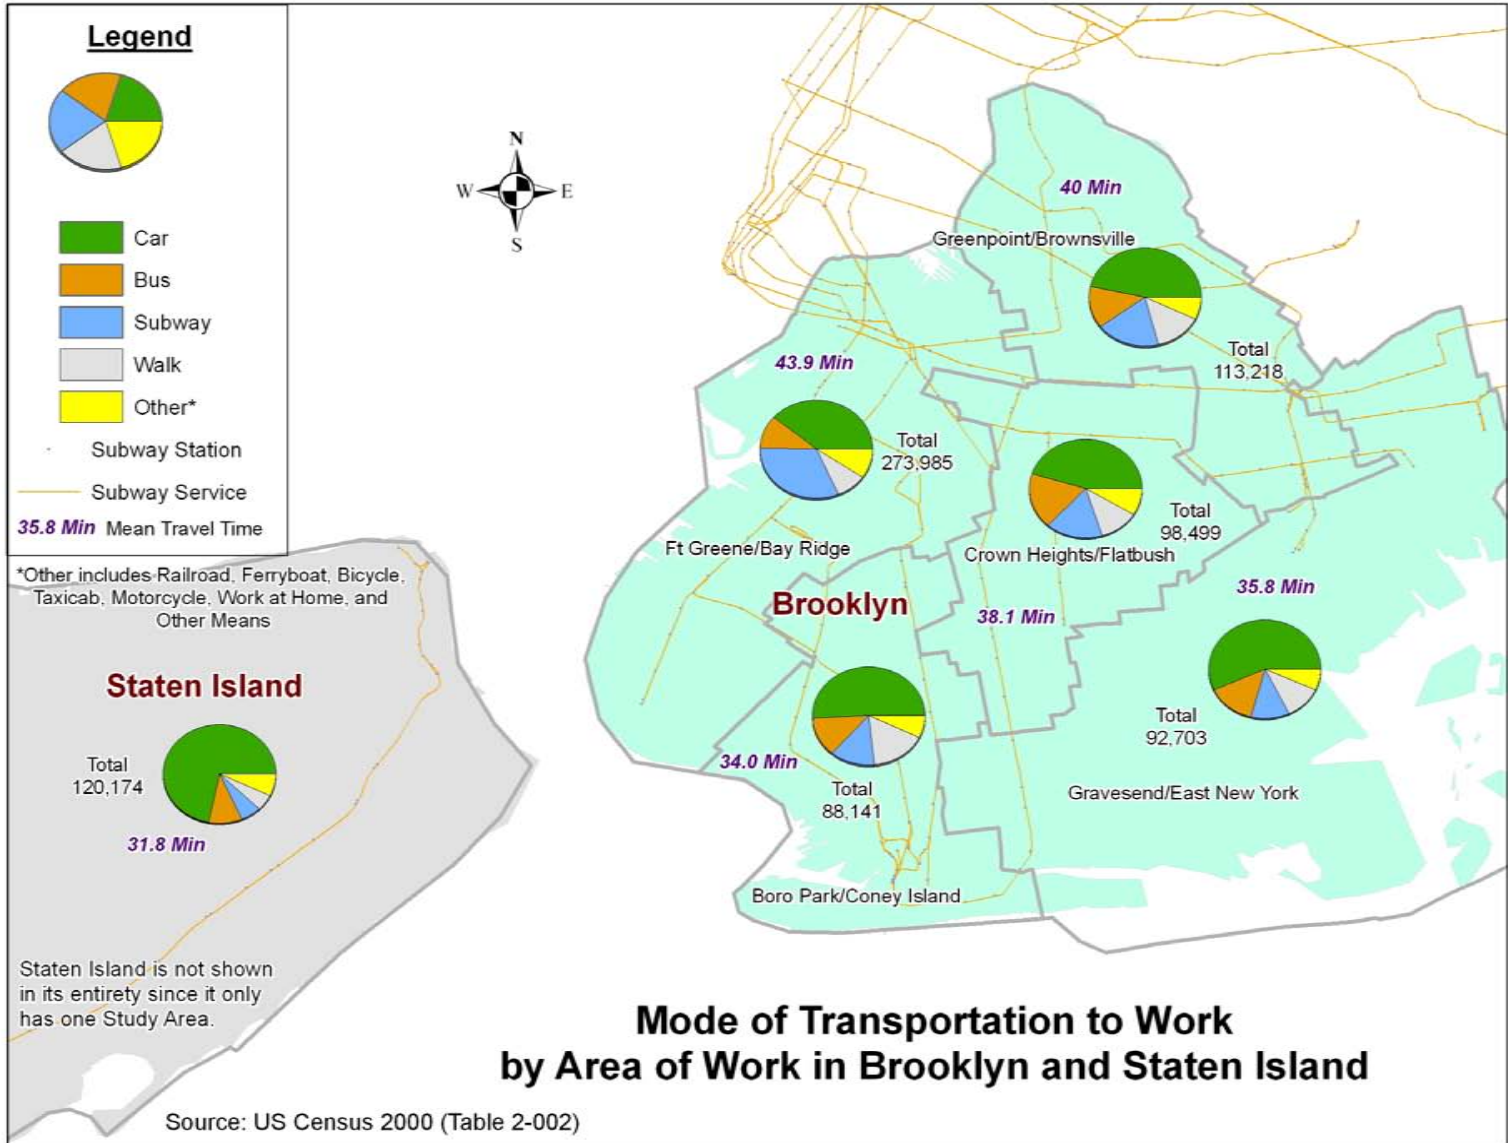 Legend
Car
Bus
Subway
Walk
Other*
Subway Station
Subway Service
35.8 Min Mean Travel Time
*Other includes Railroad, Ferryboat, Bicycle,
Taxicab, Motorcycle, Work at Home, and
Other Means
N
W E
S
40 Min
Greenpoint/Brownsville
Total
113,218
43.9 Min
Total
273,985
Ft Greene/Bay Ridge
Total
98,499
Crown Heights/Flatbush
38.1 Min
Brooklyn
35.8 Min
Total
92,703
Gravesend/East New York
34.0 Min
Total
88,141
Boro Park/Coney Island
Staten Island
Total
120,174
31.8 Min
Staten Island is not shown
in its entirety since it only
has one Study Area.
Mode of Transportation to Work
by Area of Work in Brooklyn and Staten Island
Source: US Census 2000 (Table 2-002)